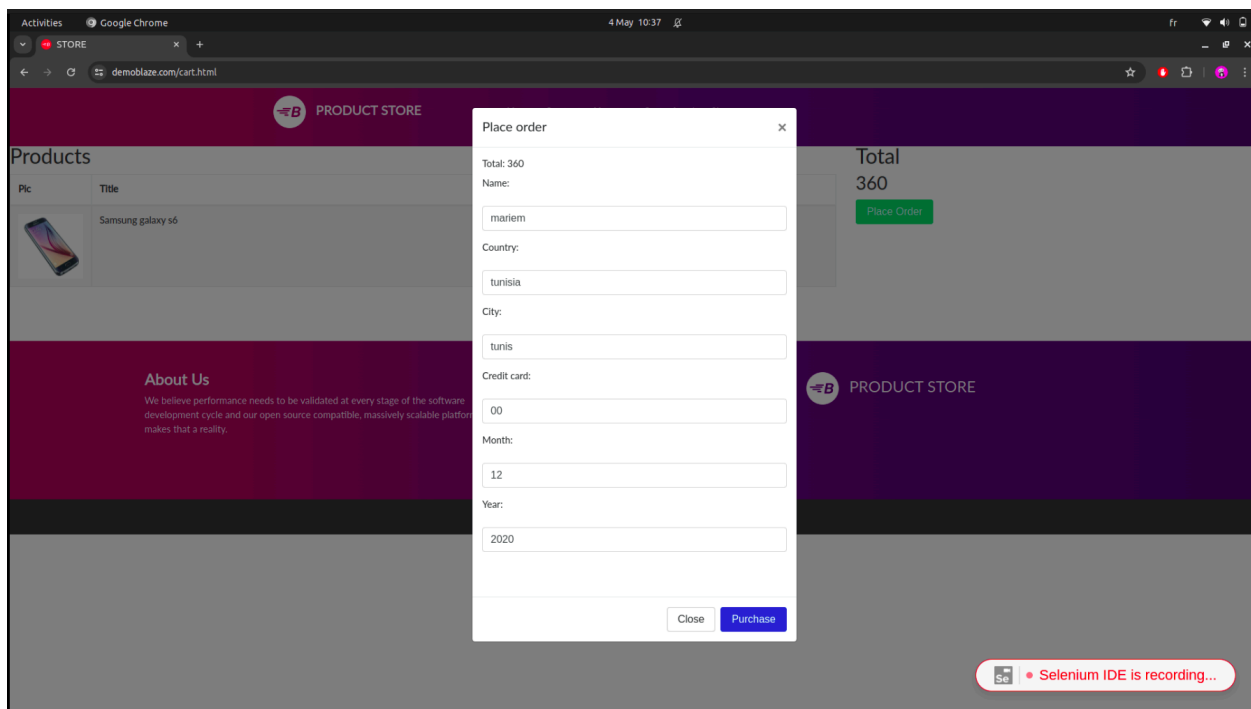 Activities Google Chrome 4 May 10:37 fr
STORE
demoblaze.com/cart.html
B PRODUCT STORE
Place order ×
Products
Total
Total: 360
Pic Title
Name:
360
mariem
Place Order
Samsung galaxy s6
Country:
tunisia
City:
tunis
About Us
Credit card:
B PRODUCT STORE
We believe performance needs to be validated at every stage of the software
development cycle and our open source compatible, massively scalable platfor
makes that a reality.
00
Month:
12
Year:
2020
Close Purchase
Se Selenium IDE is recording...